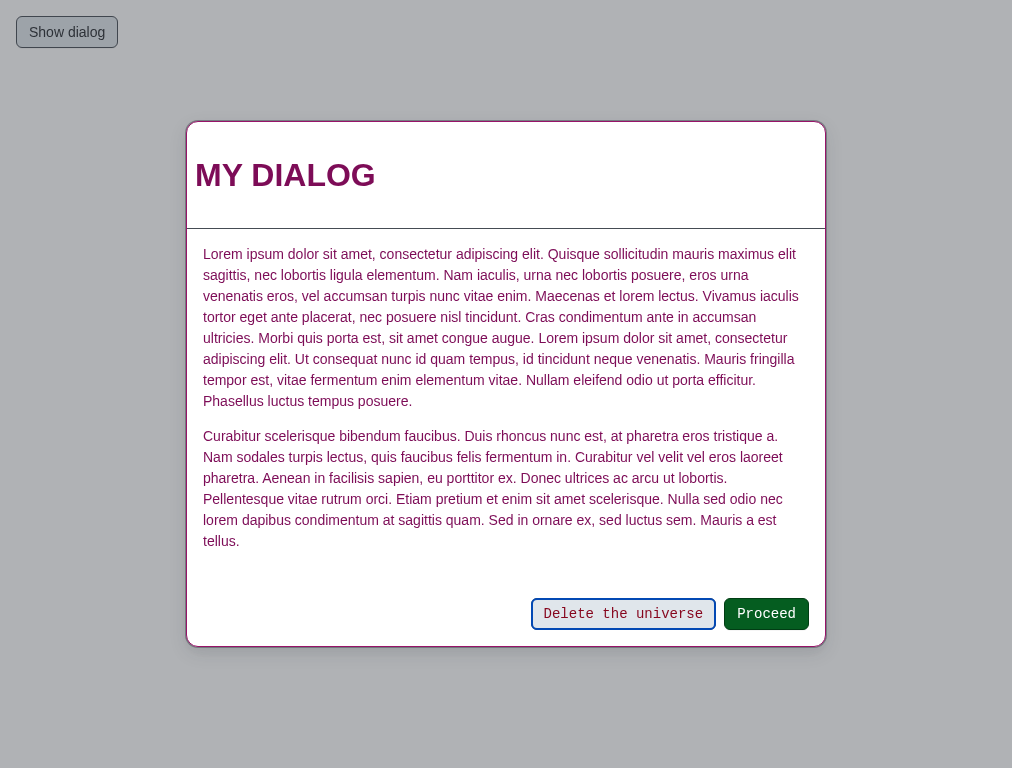 Show dialog
MY DIALOG
Lorem ipsum dolor sit amet, consectetur adipiscing elit. Quisque sollicitudin mauris maximus elit
sagittis, nec lobortis ligula elementum. Nam iaculis, urna nec lobortis posuere, eros urna
venenatis eros, vel accumsan turpis nunc vitae enim. Maecenas et lorem lectus. Vivamus iaculis
tortor eget ante placerat, nec posuere nisl tincidunt. Cras condimentum ante in accumsan
ultricies. Morbi quis porta est, sit amet congue augue. Lorem ipsum dolor sit amet, consectetur
adipiscing elit. Ut consequat nunc id quam tempus, id tincidunt neque venenatis. Mauris fringilla
tempor est, vitae fermentum enim elementum vitae. Nullam eleifend odio ut porta efficitur.
Phasellus luctus tempus posuere.
Curabitur scelerisque bibendum faucibus. Duis rhoncus nunc est, at pharetra eros tristique a.
Nam sodales turpis lectus, quis faucibus felis fermentum in. Curabitur vel velit vel eros laoreet
pharetra. Aenean in facilisis sapien, eu porttitor ex. Donec ultrices ac arcu ut lobortis.
Pellentesque vitae rutrum orci. Etiam pretium et enim sit amet scelerisque. Nulla sed odio nec
lorem dapibus condimentum at sagittis quam. Sed in ornare ex, sed luctus sem. Mauris a est
tellus.
Delete the universe Proceed